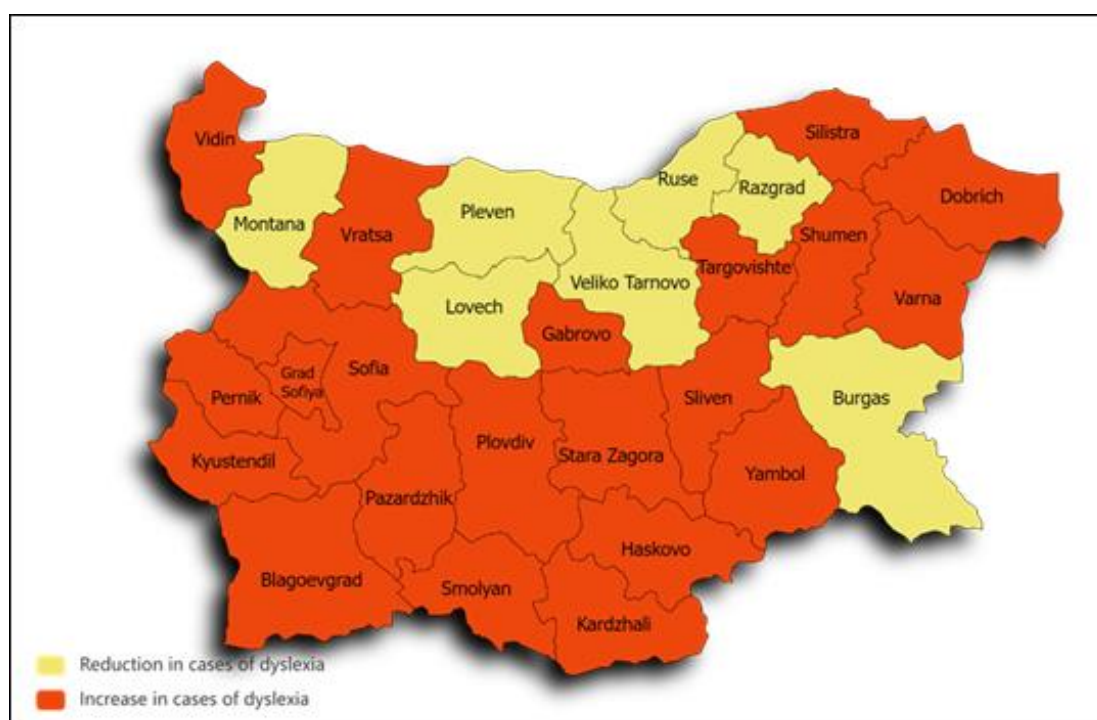 Vidin
Silistra
Ruse
Razgrad
Dobrich
Montana
Pleven
Vratsa
Shumen
Targovishte
Veliko Tarnovo
Varna
Lovech
Gabrovo
Grad
Sofiya
Sofia
Pernik
Sliven
Burgas
Plovdiv
Stara Zagora
Kyustendil
Yambol
Pazardzhik
Haskovo
Blagoevgrad
Smolyan
Kardzhali
Reduction in cases of dyslexia
Increase in cases of dyslexia